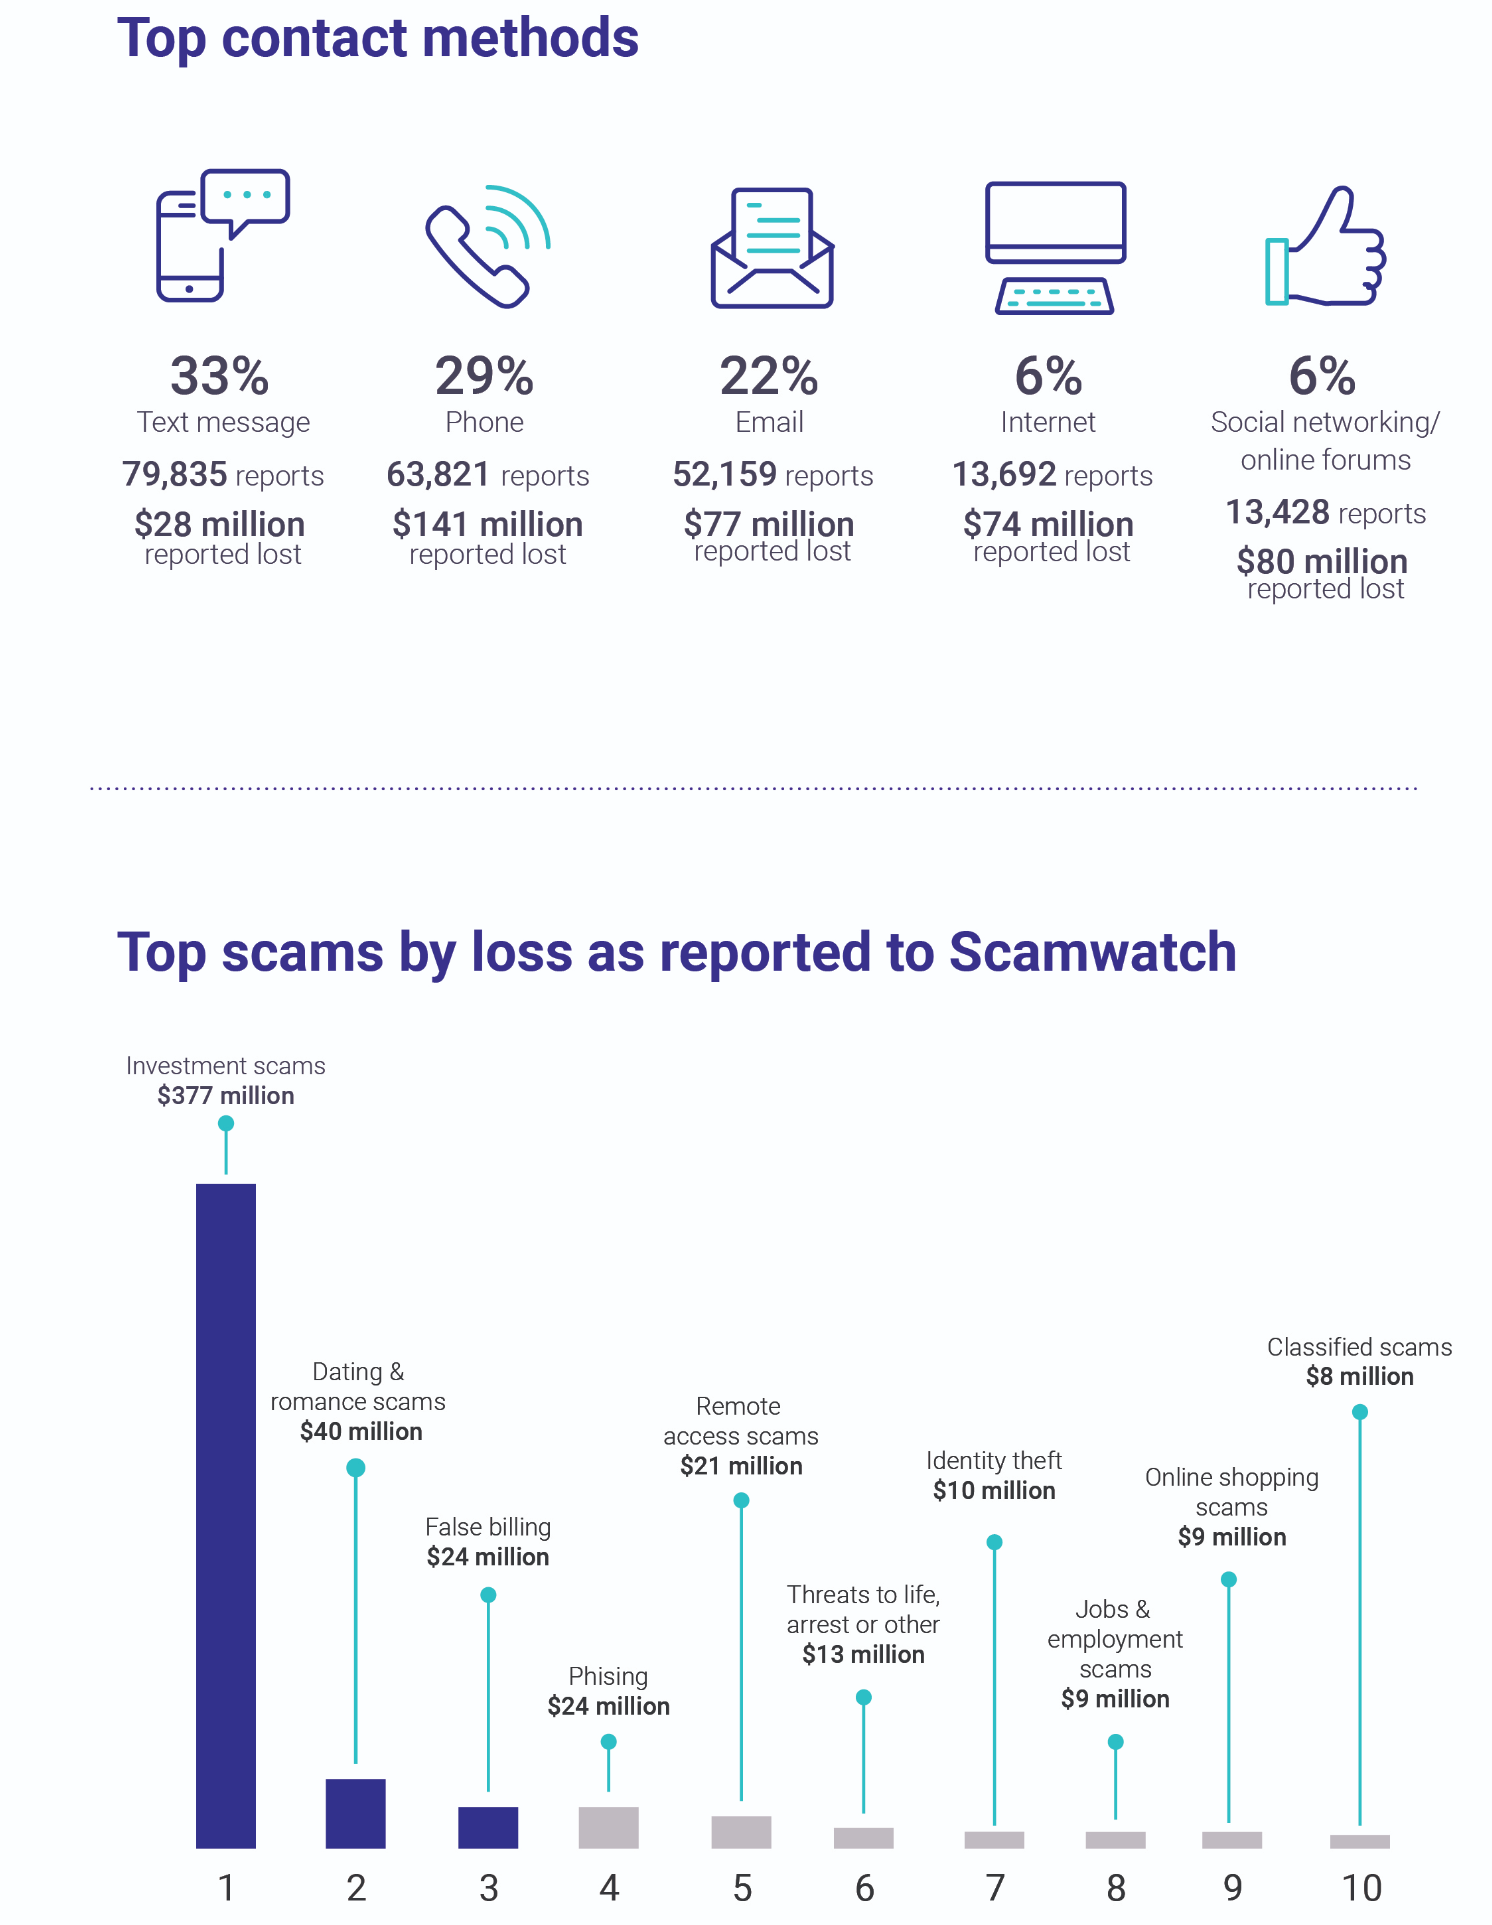 Top contact methods
33%
Text message
79,835 reports
$28 million
reported lost
29%
Phone
63,821 reports
$141 million
reported lost
22%
Email
52,159 reports
$77 million
reported lost
6%
Internet
13,692 reports
$74 million
reported lost
6%
Social networking/
online forums
13,428 reports
$80 million
reported lost
Top scams by loss as reported to Scamwatch
Investment scams
$377 million
Dating &
romance scams
$40 million
False billing
$24 million
Phising
$24 million
Remote
access scams
$21 million
Threats to life,
arrest or other
$13 million
Identity theft
$10 million
Jobs &
employment
scams
$9 million
Online shopping
scams
$9 million
Classified scams
$8 million
1 2 3 4 5 6 7 8 9 10